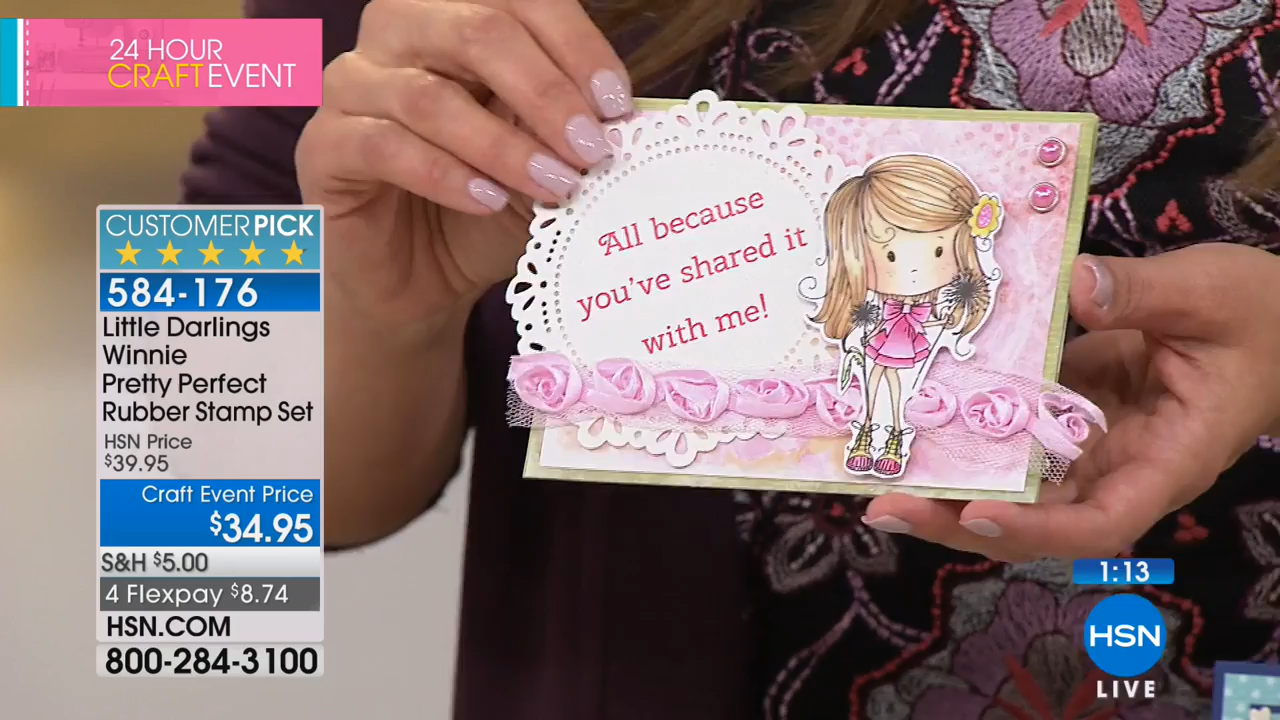 24 HOUR
CRAFT EVENT
CUSTOMER PICK
584-176
Little Darlings
Winnie
Pretty Perfect
Rubber Stamp Set
HSN Price
$39.95
Craft Event Price
$34.95
S&H $5.00
4 Flexpay $8.74
HSN.COM
800-284-3100
All because
you've shared it
with me!
1:13
HSN
LIVE